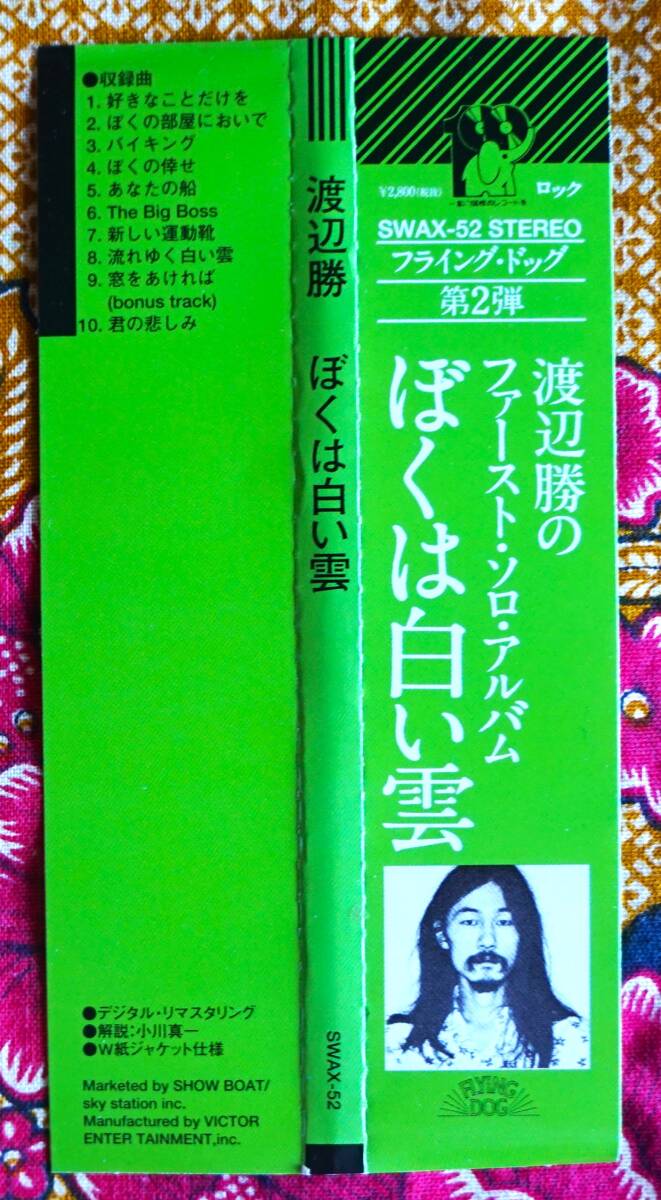 ●収録曲
1. 好きなことだけを
2. ぼくの部屋においで
3. バイキング
4. ぼくの倖せ
5. あなたの船
6. The Big Boss
7. 新しい運動靴
8. 流れゆく白い雲
9. 窓をあければ
(bonus track)
10. 君の悲しみ
●デジタル・リマスタリング
●解説:小川真一
●W紙ジャケット仕様
Marketed by SHOW BOAT/
sky station inc.
Manufactured by VICTOR
ENTER TAINMENT,inc.
渡辺勝 ぼくは白い雲
SWAX-52
¥2,800(税抜)
ロック
SWAX-52 STEREO
フライング・ドッグ
第2弾
渡辺勝の
ファースト・ソロ・アルバム
ぼくは白い雲
FLYING
DOG